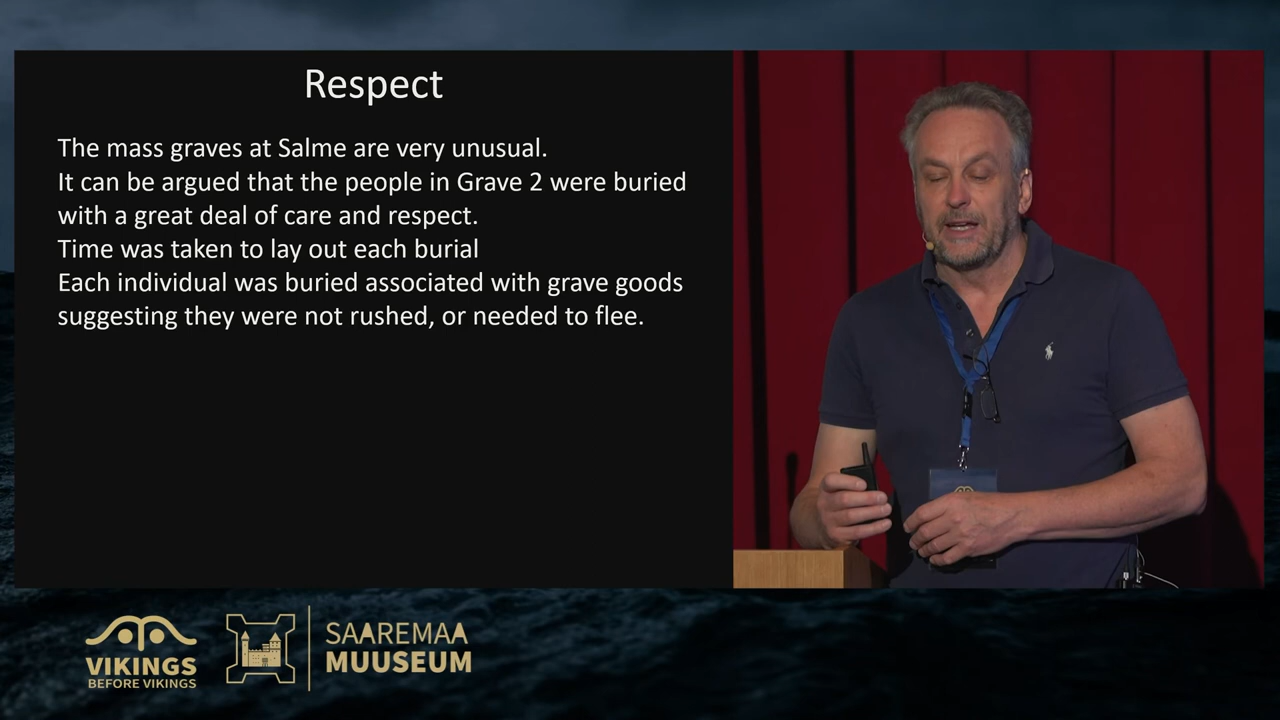 Respect
The mass graves at Salme are very unusual.
It can be argued that the people in Grave 2 were buried
with a great deal of care and respect.
Time was taken to lay out each burial
Each individual was buried associated with grave goods
suggesting they were not rushed, or needed to flee.
VIKINGS
BEFORE VIKINGS
SAAREMAA
MUUSEUM